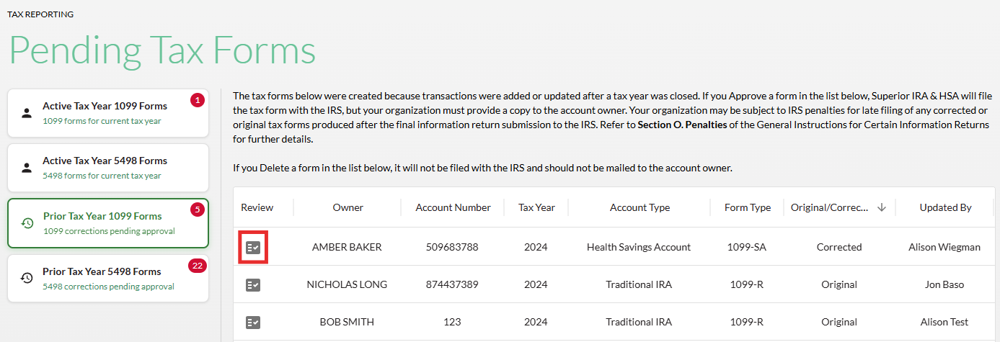 TAX REPORTING
Pending Tax Forms
Active Tax Year 1099 Forms
1
1099 forms for current tax year
Active Tax Year 5498 Forms
5498 forms for current tax year
Prior Tax Year 1099 Forms
5
1099 corrections pending approval
Prior Tax Year 5498 Forms
22
5498 corrections pending approval
The tax forms below were created because transactions were added or updated after a tax year was closed. If you Approve a form in the list below, Superior IRA & HSA will file
the tax form with the IRS, but your organization must provide a copy to the account owner. Your organization may be subject to IRS penalties for late filing of any corrected or
original tax forms produced after the final information return submission to the IRS. Refer to Section O. Penalties of the General Instructions for Certain Information Returns
for further details.
If you Delete a form in the list below, it will not be filed with the IRS and should not be mailed to the account owner.
Review Owner Account Number Tax Year Account Type Form Type Original/Correc... Updated By
AMBER BAKER 509683788 2024 Health Savings Account 1099-SA Corrected Alison Wiegman
NICHOLAS LONG 874437389 2024 Traditional IRA 1099-R Original Jon Baso
BOB SMITH 123 2024 Traditional IRA 1099-R Original Alison Test